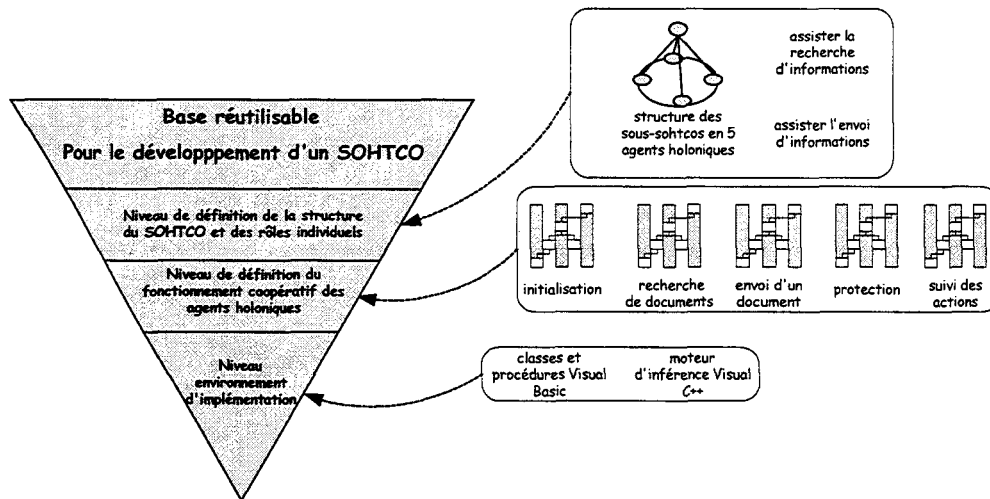 Base réutilisable
Pour le développpement d'un SOHTCO
Niveau de définition de la structure
du SOHTCO et des rôles individuels
Niveau de définition du
fonctionnement coopératif des
agents holoniques
Niveau
environnement
d'implémentation
structure des
sous-sohtcos en 5
agents holoniques
assister la
recherche
d'informations
assister l'envoi
d'informations
initialisation
recherche
de documents
envoi d'un
document
protection
suivi des
actions
classes et
procédures Visual
Basic
moteur
d'inférence Visual
C++